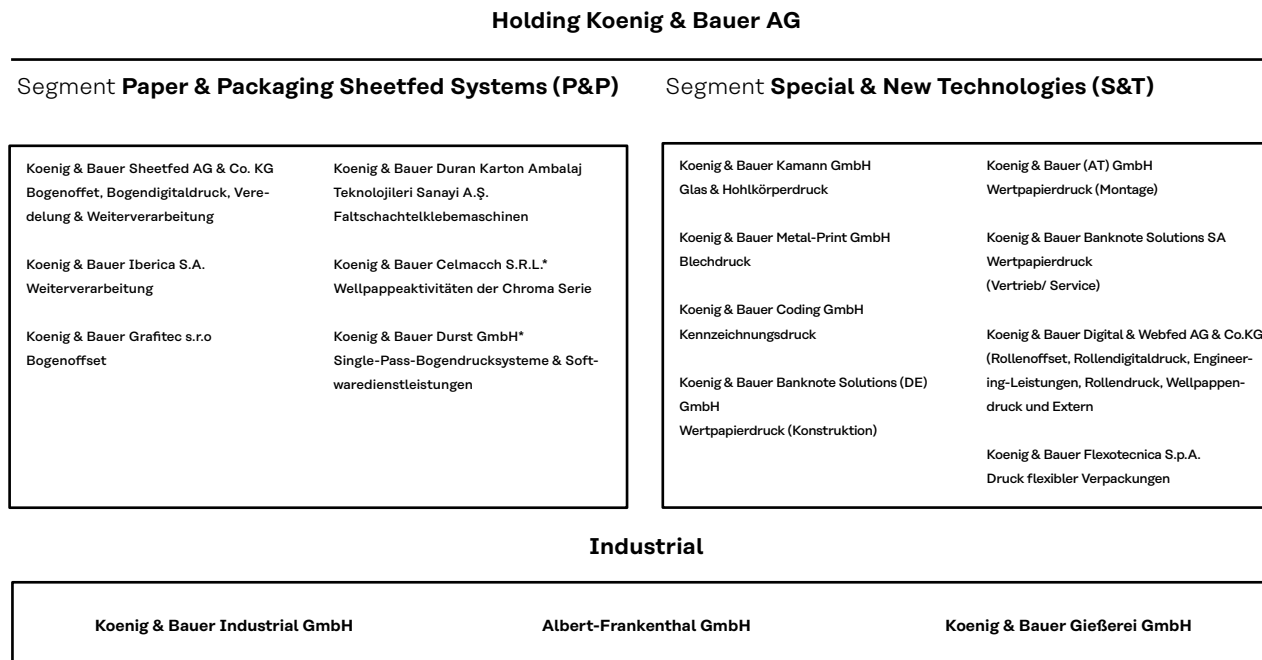 Holding Koenig & Bauer AG
Segment Paper & Packaging Sheetfed Systems (P&P)
Koenig & Bauer Sheetfed AG & Co. KG
Bogenoffet, Bogendigitaldruck, Vere-
delung & Weiterverarbeitung
Koenig & Bauer Iberica S.A.
Weiterverarbeitung
Koenig & Bauer Grafitec s.r.o
Bogenoffset
Koenig & Bauer Duran Karton Ambalaj
Teknolojileri Sanayi A.Ş.
Faltschachtelklebemaschinen
Koenig & Bauer Celmacch S.R.L.*
Wellpappeaktivitäten der Chroma Serie
Koenig & Bauer Durst GmbH*
Single-Pass-Bogendrucksysteme & Soft-
waredienstleistungen
Segment Special & New Technologies (S&T)
Koenig & Bauer Kamann GmbH
Glas & Hohlkörperdruck
Koenig & Bauer Metal-Print GmbH
Blechdruck
Koenig & Bauer Coding GmbH
Kennzeichnungsdruck
Koenig & Bauer Banknote Solutions (DE)
GmbH
Wertpapierdruck (Konstruktion)
Koenig & Bauer (AT) GmbH
Wertpapierdruck (Montage)
Koenig & Bauer Banknote Solutions SA
Wertpapierdruck
(Vertrieb/ Service)
Koenig & Bauer Digital & Webfed AG & Co.KG
(Rollenoffset, Rollendigitaldruck, Engineer-
ing-Leistungen, Rollendruck, Wellpappen-
druck und Extern
Koenig & Bauer Flexotecnica S.p.A.
Druck flexibler Verpackungen
Industrial
Koenig & Bauer Industrial GmbH
Albert-Frankenthal GmbH
Koenig & Bauer Gießerei GmbH